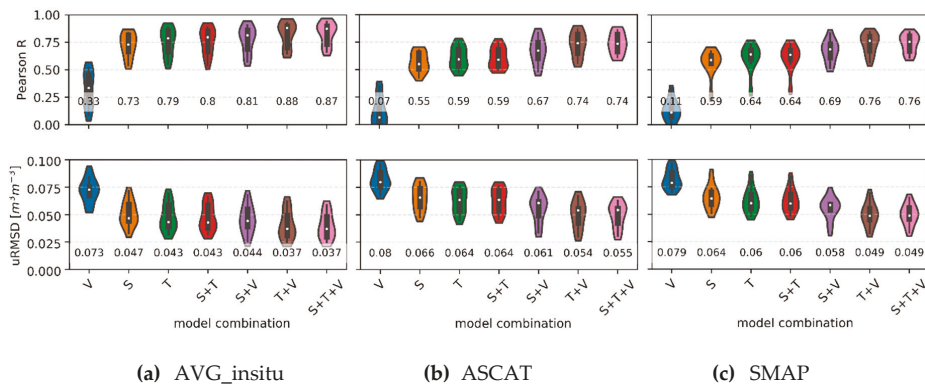 Pearson R
1.00
0.75
0.50
0.25
0.00
0.33 0.73 0.79 0.8 0.81 0.88 0.87
0.07 0.55 0.59 0.59 0.67 0.74 0.74
0.11 0.59 0.64 0.64 0.69 0.76 0.76
uRMSD [m³m⁻³]
0.100
0.075
0.050
0.025
0.000
0.073 0.047 0.043 0.043 0.044 0.037 0.037
0.08 0.066 0.064 0.064 0.061 0.054 0.055
0.079 0.064 0.06 0.06 0.058 0.049 0.049
V S T S+T S+V T+V S+T+V
V S T S+T S+V T+V S+T+V
V S T S+T S+V T+V S+T+V
model combination model combination model combination
(a) AVG_insitu (b) ASCAT (c) SMAP